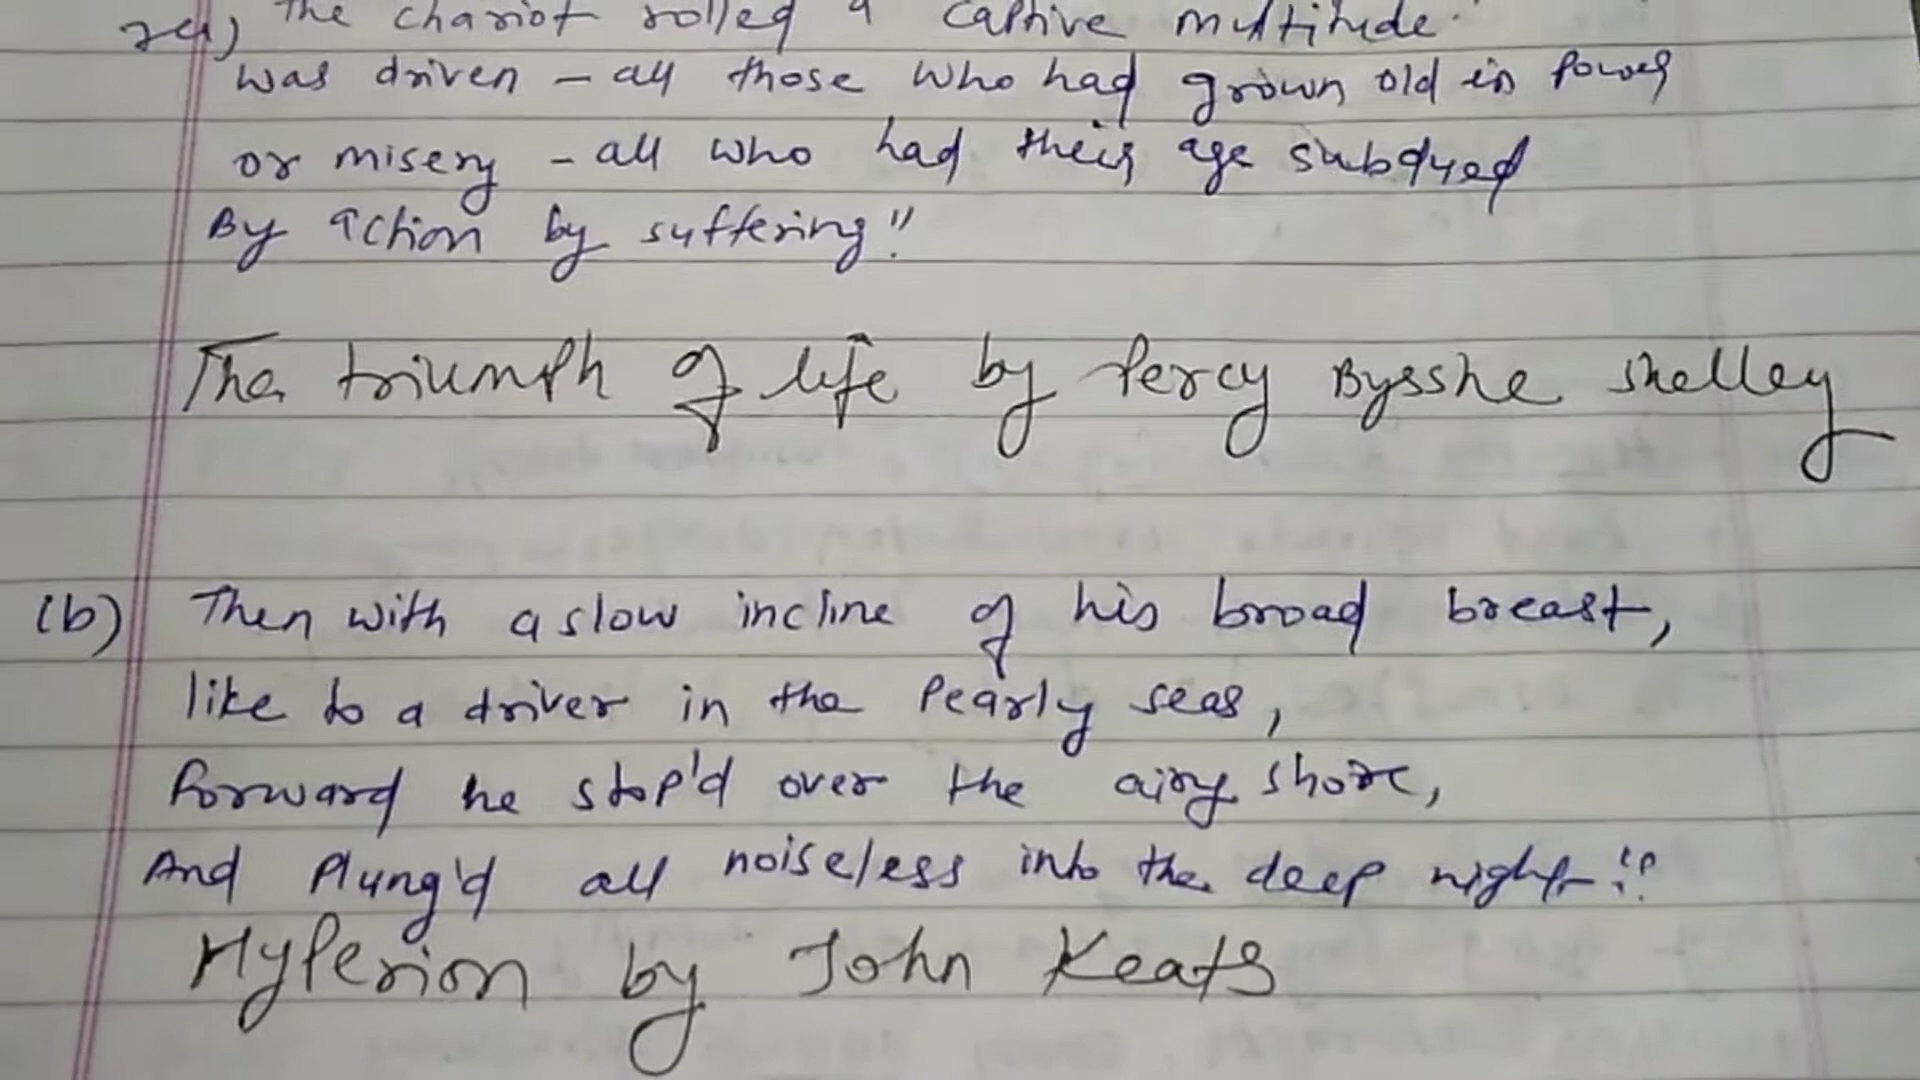 2a) The chariot rolled a captive multitude
was driven - all those who had grown old in power
or misery - all who had their age subdued
By action by suffering"
The triumph of life by Percy Bysshe Shelley
(b) Then with a slow incline of his broad breast,
like to a driver in the Pearly seas,
forward he stop'd over the airy shore,
And Plung'd all noiseless into the deep night"
Hyperion by John Keats